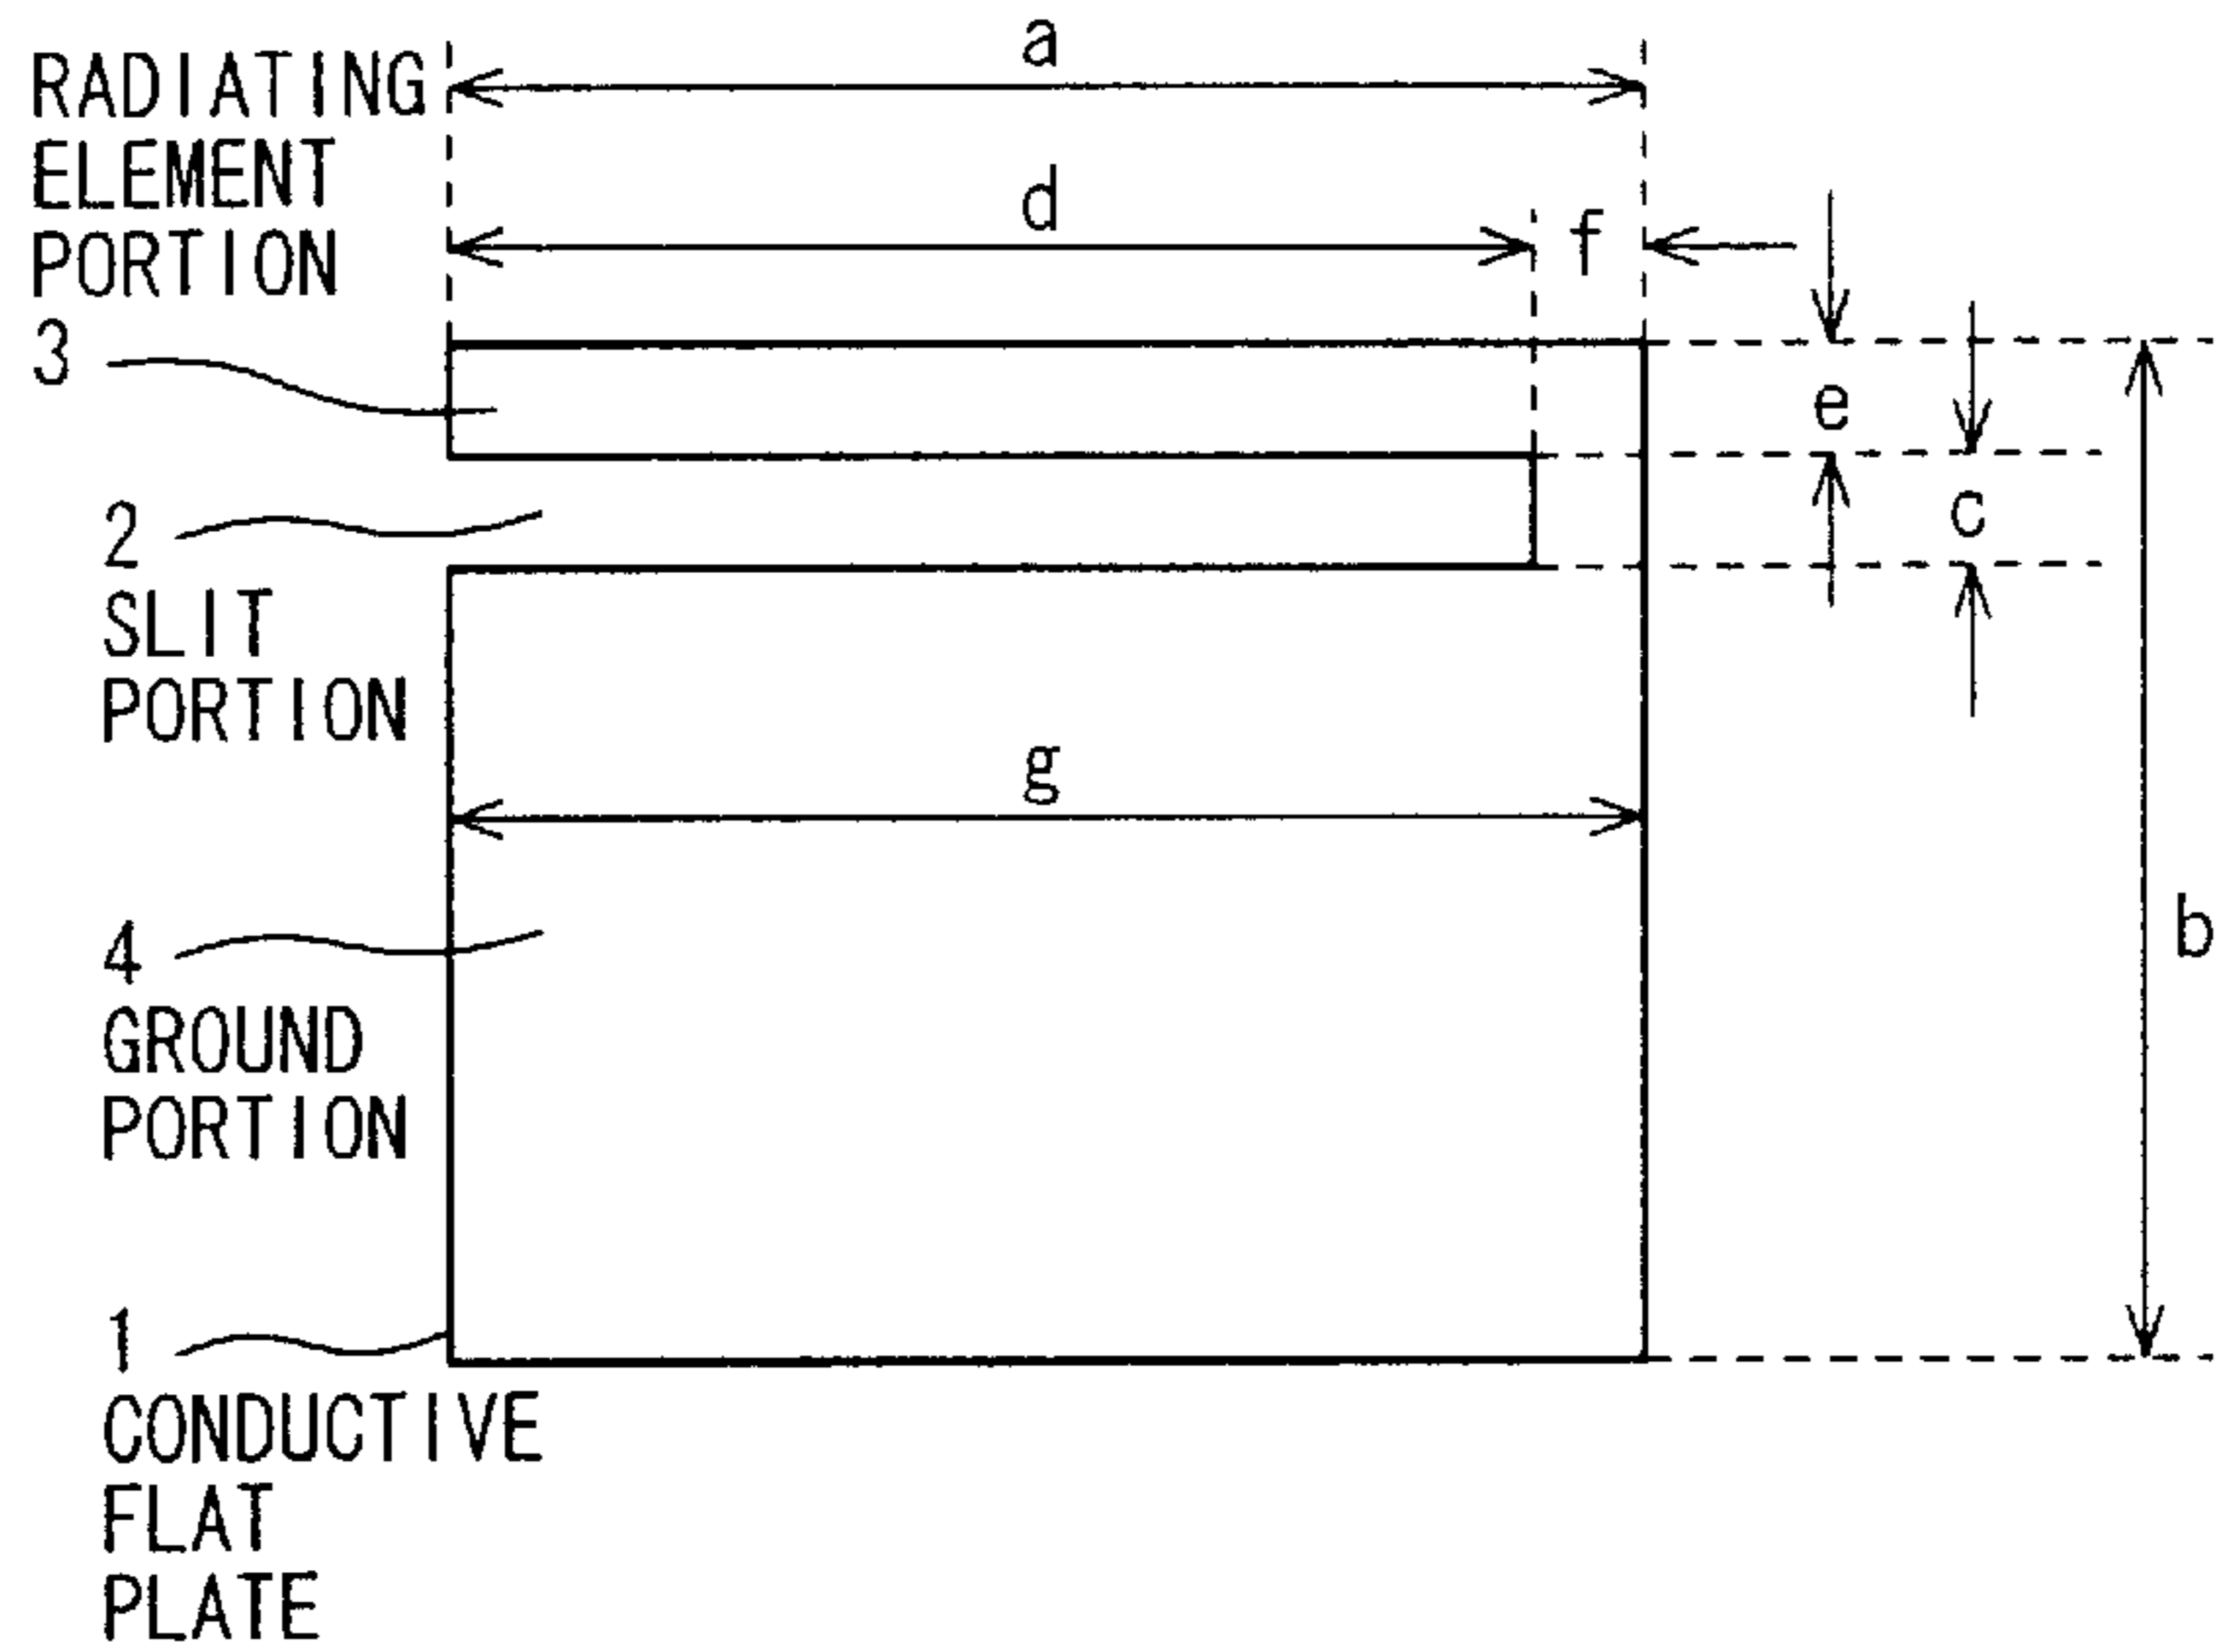 a
RADIATING
ELEMENT
PORTION
3
d
f
e
c
2
SLIT
PORTION
g
b
4
GROUND
PORTION
1
CONDUCTIVE
FLAT
PLATE